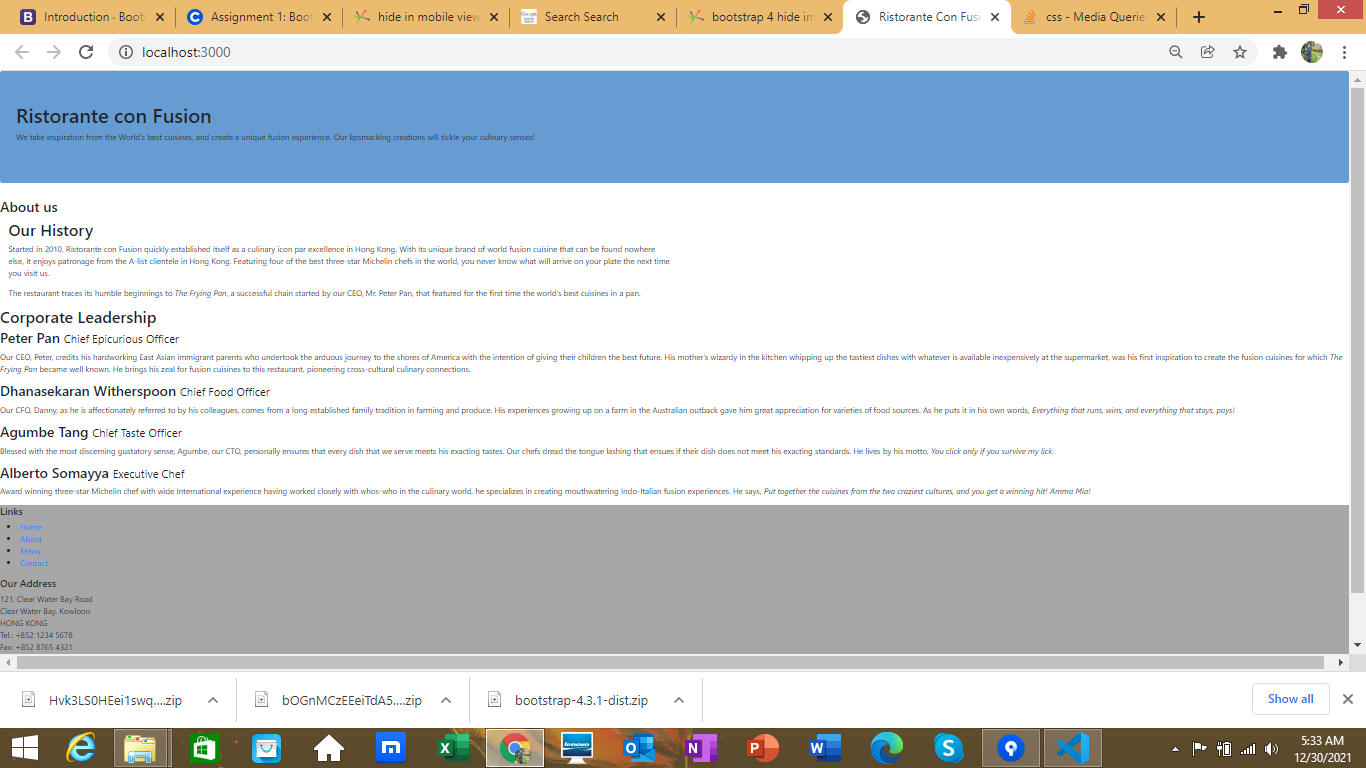 Introduction · Boots
Assignment 1: Boot
hide in mobile view
Search Search
bootstrap 4 hide in
Ristorante Con Fusi
css - Media Querie
localhost:3000
Ristorante con Fusion
We take inspiration from the World's best cuisines, and create a unique fusion experience. Our lipsmacking creations will tickle your culinary senses!
About us
Our History
Started in 2010, Ristorante con Fusion quickly established itself as a culinary icon par excellence in Hong Kong. With its unique brand of world fusion cuisine that can be found nowhere
else, it enjoys patronage from the A-list clientele in Hong Kong. Featuring four of the best three-star Michelin chefs in the world, you never know what will arrive on your plate the next time
you visit us.
The restaurant traces its humble beginnings to The Frying Pan, a successful chain started by our CEO, Mr. Peter Pan, that featured for the first time the world's best cuisines in a pan.
Corporate Leadership
Peter Pan Chief Epicurious Officer
Our CEO, Peter, credits his hardworking East Asian immigrant parents who undertook the arduous journey to the shores of America with the intention of giving their children the best future. His mother's wizardy in the kitchen whipping up the tastiest dishes with whatever is available inexpensively at the supermarket, was his first inspiration to create the fusion cuisines for which The
Frying Pan became well known. He brings his zeal for fusion cuisines to this restaurant, pioneering cross-cultural culinary connections.
Dhanasekaran Witherspoon Chief Food Officer
Our CFO, Danny, as he is affectionately referred to by his colleagues, comes from a long established family tradition in farming and produce. His experiences growing up on a farm in the Australian outback gave him great appreciation for varieties of food sources. As he puts it in his own words, Everything that runs, wins, and everything that stays, pays!
Agumbe Tang Chief Taste Officer
Blessed with the most discerning gustatory sense, Agumbe, our CTO, personally ensures that every dish that we serve meets his exacting tastes. Our chefs dread the tongue lashing that ensues if their dish does not meet his exacting standards. He lives by his motto, You click only if you survive my lick.
Alberto Somayya Executive Chef
Award winning three-star Michelin chef with wide International experience having worked closely with whos-who in the culinary world, he specializes in creating mouthwatering Indo-Italian fusion experiences. He says, Put together the cuisines from the two craziest cultures, and you get a winning hit! Amma Mia!
Links
Home
About
Menu
Contact
Our Address
121, Clear Water Bay Road
Clear Water Bay, Kowloon
HONG KONG
Tel.: +852 1234 5678
Fax: +852 8765 4321
Hvk3LS0HEei1swq....zip
bOGnMCzEEeiTdA5....zip
bootstrap-4.3.1-dist.zip
Show all
5:33 AM
12/30/2021